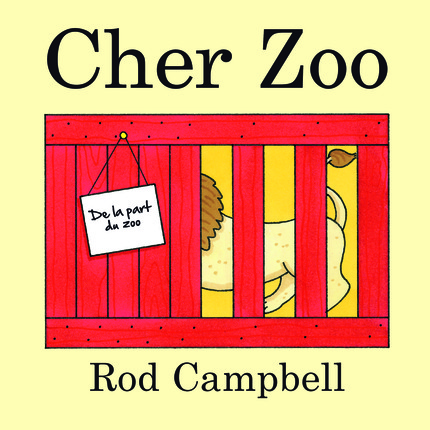 Cher Zoo
De la part
du zoo
Rod Campbell